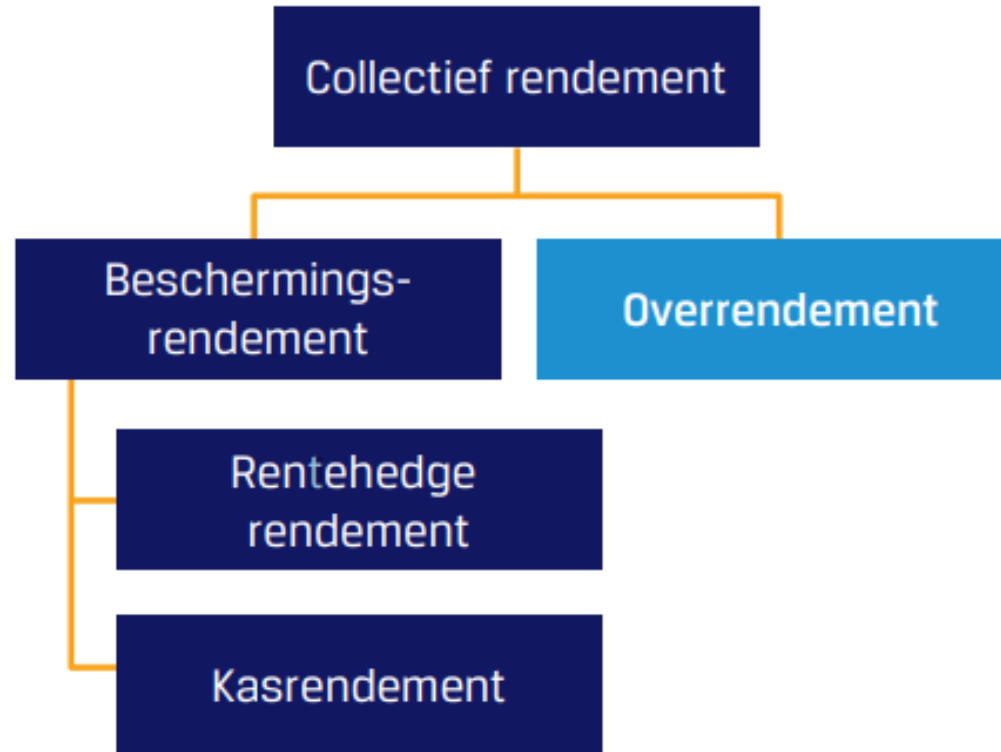 Collectief rendement
Beschermings-
rendement
Overrendement
Rentehedge
rendement
Kasrendement